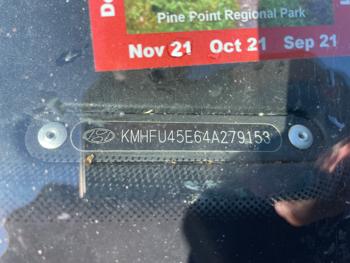 Pine Point Regional Park
Nov 21 Oct 21 Sep 21
KMHFU45E64A279153